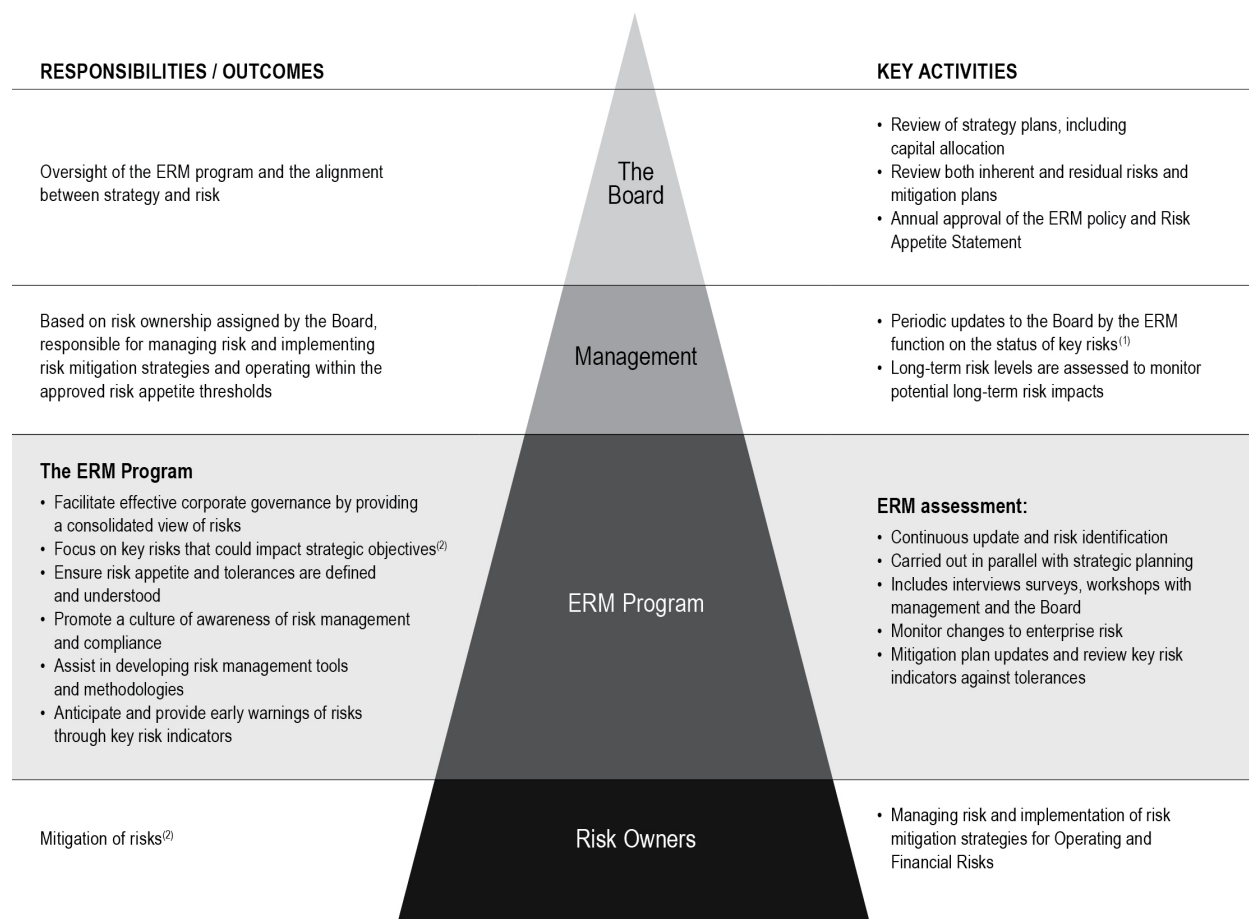 RESPONSIBILITIES / OUTCOMES
KEY ACTIVITIES
Oversight of the ERM program and the alignment
between strategy and risk
The
Board
• Review of strategy plans, including
capital allocation
• Review both inherent and residual risks and
mitigation plans
• Annual approval of the ERM policy and Risk
Appetite Statement
Based on risk ownership assigned by the Board,
responsible for managing risk and implementing
risk mitigation strategies and operating within the
approved risk appetite thresholds
Management
• Periodic updates to the Board by the ERM
function on the status of key risks(1)
• Long-term risk levels are assessed to monitor
potential long-term risk impacts
The ERM Program
• Facilitate effective corporate governance by providing
a consolidated view of risks
• Focus on key risks that could impact strategic objectives(2)
• Ensure risk appetite and tolerances are defined
and understood
• Promote a culture of awareness of risk management
and compliance
• Assist in developing risk management tools
and methodologies
• Anticipate and provide early warnings of risks
through key risk indicators
ERM Program
ERM assessment:
• Continuous update and risk identification
• Carried out in parallel with strategic planning
• Includes interviews surveys, workshops with
management and the Board
• Monitor changes to enterprise risk
• Mitigation plan updates and review key risk
indicators against tolerances
Mitigation of risks(2)
Risk Owners
• Managing risk and implementation of risk
mitigation strategies for Operating and
Financial Risks